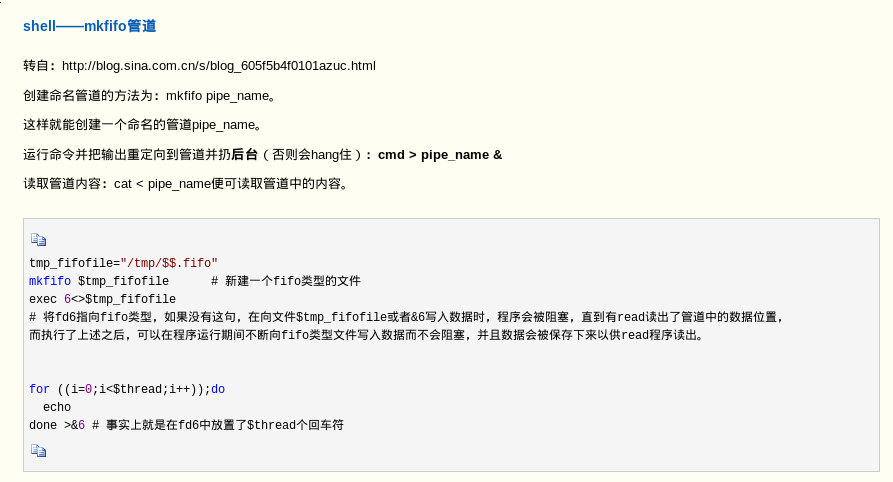 shell——mkfifo管道
转自：http://blog.sina.com.cn/s/blog_605f5b4f0101azuc.html
创建命名管道的方法为：mkfifo pipe_name。
这样就能创建一个命名的管道pipe_name。
运行命令并把输出重定向到管道并扔后台（否则会hang住）：cmd > pipe_name &
读取管道内容：cat < pipe_name便可读取管道中的内容。
tmp_fifofile="/tmp/$$.fifo"
mkfifo $tmp_fifofile      # 新建一个fifo类型的文件
exec 6<>$tmp_fifofile
# 将fd6指向fifo类型，如果没有这句，在向文件$tmp_fifofile或者&6写入数据时，程序会被阻塞，直到有read读出了管道中的数据位置，
而执行了上述之后，可以在程序运行期间不断向fifo类型文件写入数据而不会阻塞，并且数据会被保存下来以供read程序读出。
for ((i=0;i<$thread;i++));do
  echo
done >&6 # 事实上就是在fd6中放置了$thread个回车符